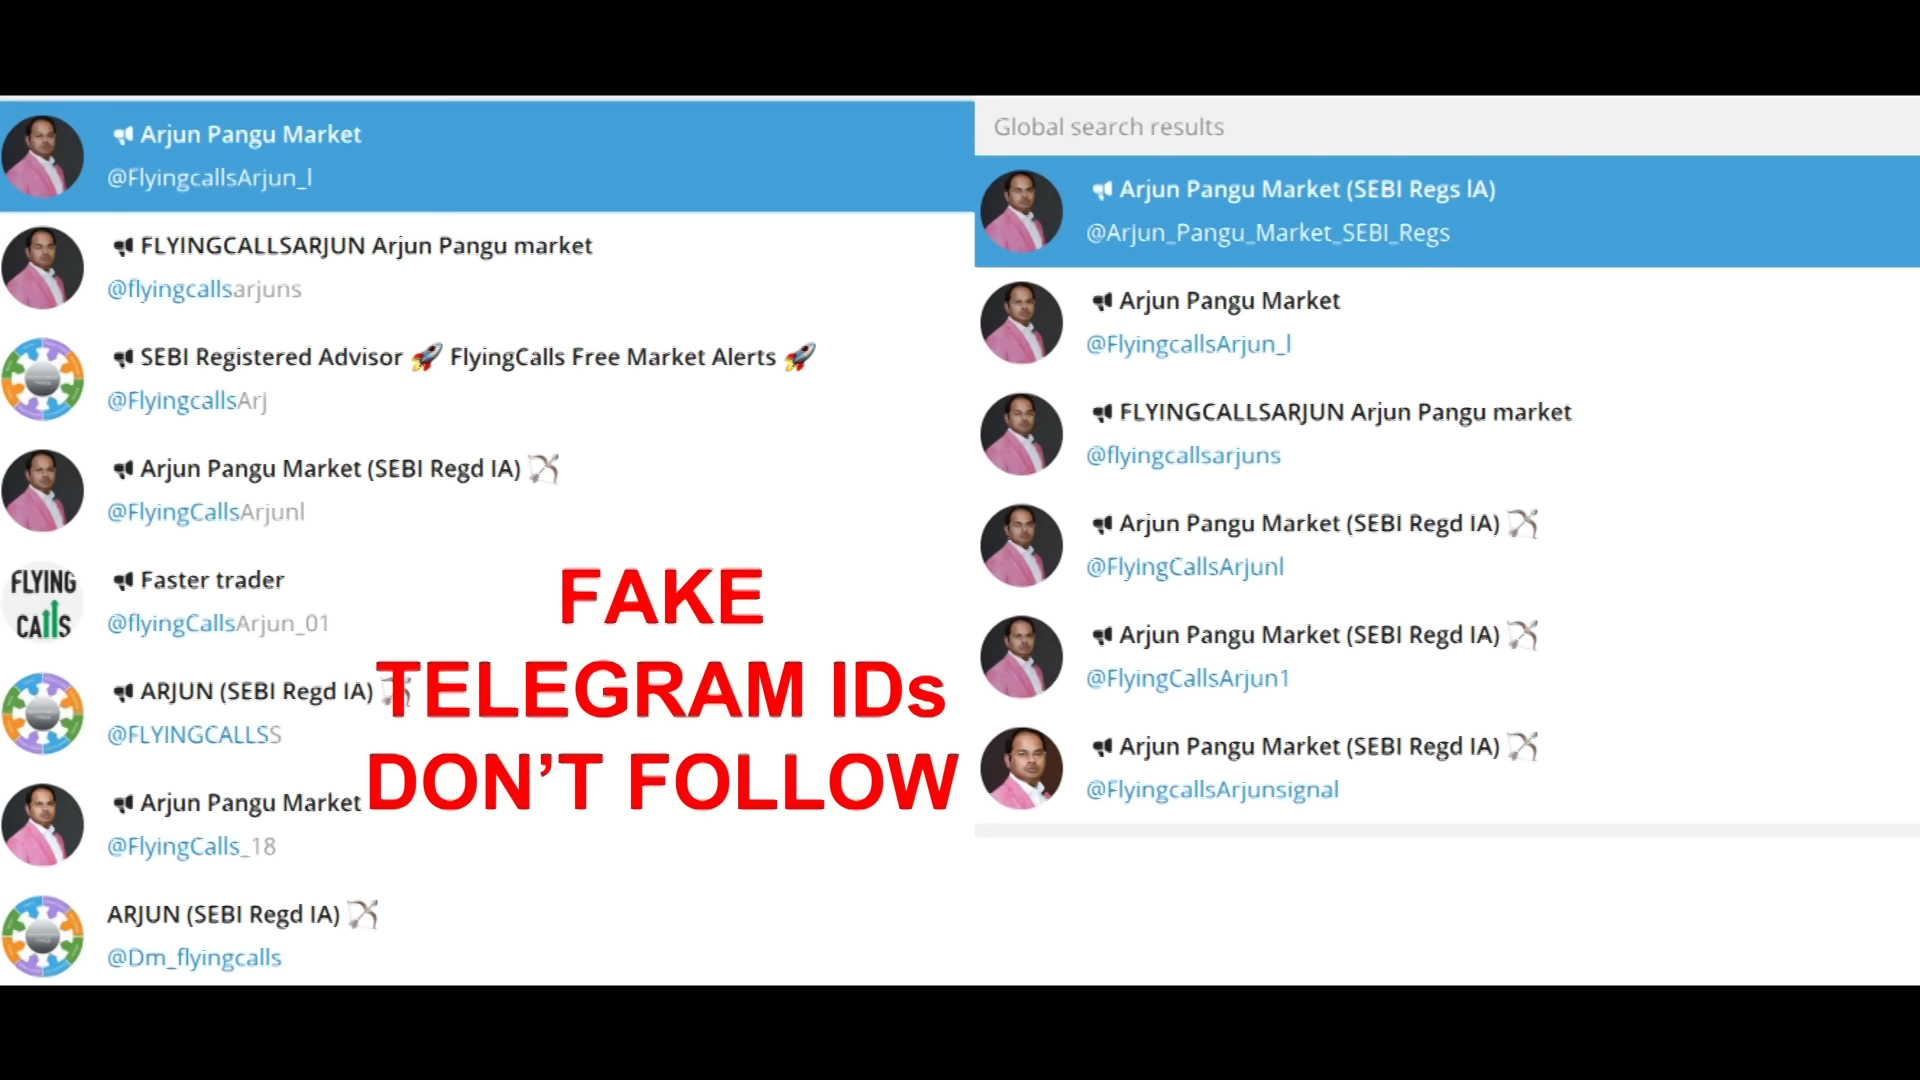 Arjun Pangu Market
@FlyingcallsArjun_l
FLYINGCALLSARJUN Arjun Pangu market
@flyingcallsarjuns
SEBI Registered Advisor 🚀 FlyingCalls Free Market Alerts 🚀
@FlyingcallsArj
Arjun Pangu Market (SEBI Regd IA) 🏹
@FlyingCallsArjunl
FLYING
CALLS
Faster trader
@flyingCallsArjun_01
ARJUN (SEBI Regd IA) 🏹
@FLYINGCALLSS
Arjun Pangu Market
@FlyingCalls_18
ARJUN (SEBI Regd IA) 🏹
@Dm_flyingcalls
FAKE
TELEGRAM IDs
DON'T FOLLOW
Global search results
Arjun Pangu Market (SEBI Regs lA)
@Arjun_Pangu_Market_SEBI_Regs
Arjun Pangu Market
@FlyingcallsArjun_l
FLYINGCALLSARJUN Arjun Pangu market
@flyingcallsarjuns
Arjun Pangu Market (SEBI Regd IA) 🏹
@FlyingCallsArjunl
Arjun Pangu Market (SEBI Regd IA) 🏹
@FlyingCallsArjun1
Arjun Pangu Market (SEBI Regd IA) 🏹
@FlyingcallsArjunsignal